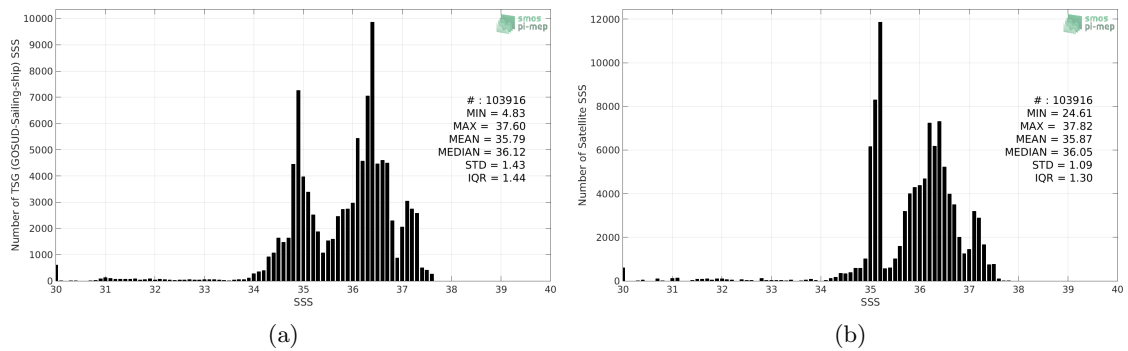 10000
9000
8000
7000
6000
5000
4000
3000
2000
1000
0
Number of TSG (GOSUD-Sailing-ship) SSS
smos
pi-mep
# : 103916
MIN = 4.83
MAX = 37.60
MEAN = 35.79
MEDIAN = 36.12
STD = 1.43
IQR = 1.44
30 31 32 33 34 35 36 37 38 39 40
SSS
(a)
12000
10000
8000
6000
4000
2000
0
Number of Satellite SSS
smos
pi-mep
# : 103916
MIN = 24.61
MAX = 37.82
MEAN = 35.87
MEDIAN = 36.05
STD = 1.09
IQR = 1.30
30 31 32 33 34 35 36 37 38 39 40
SSS
(b)